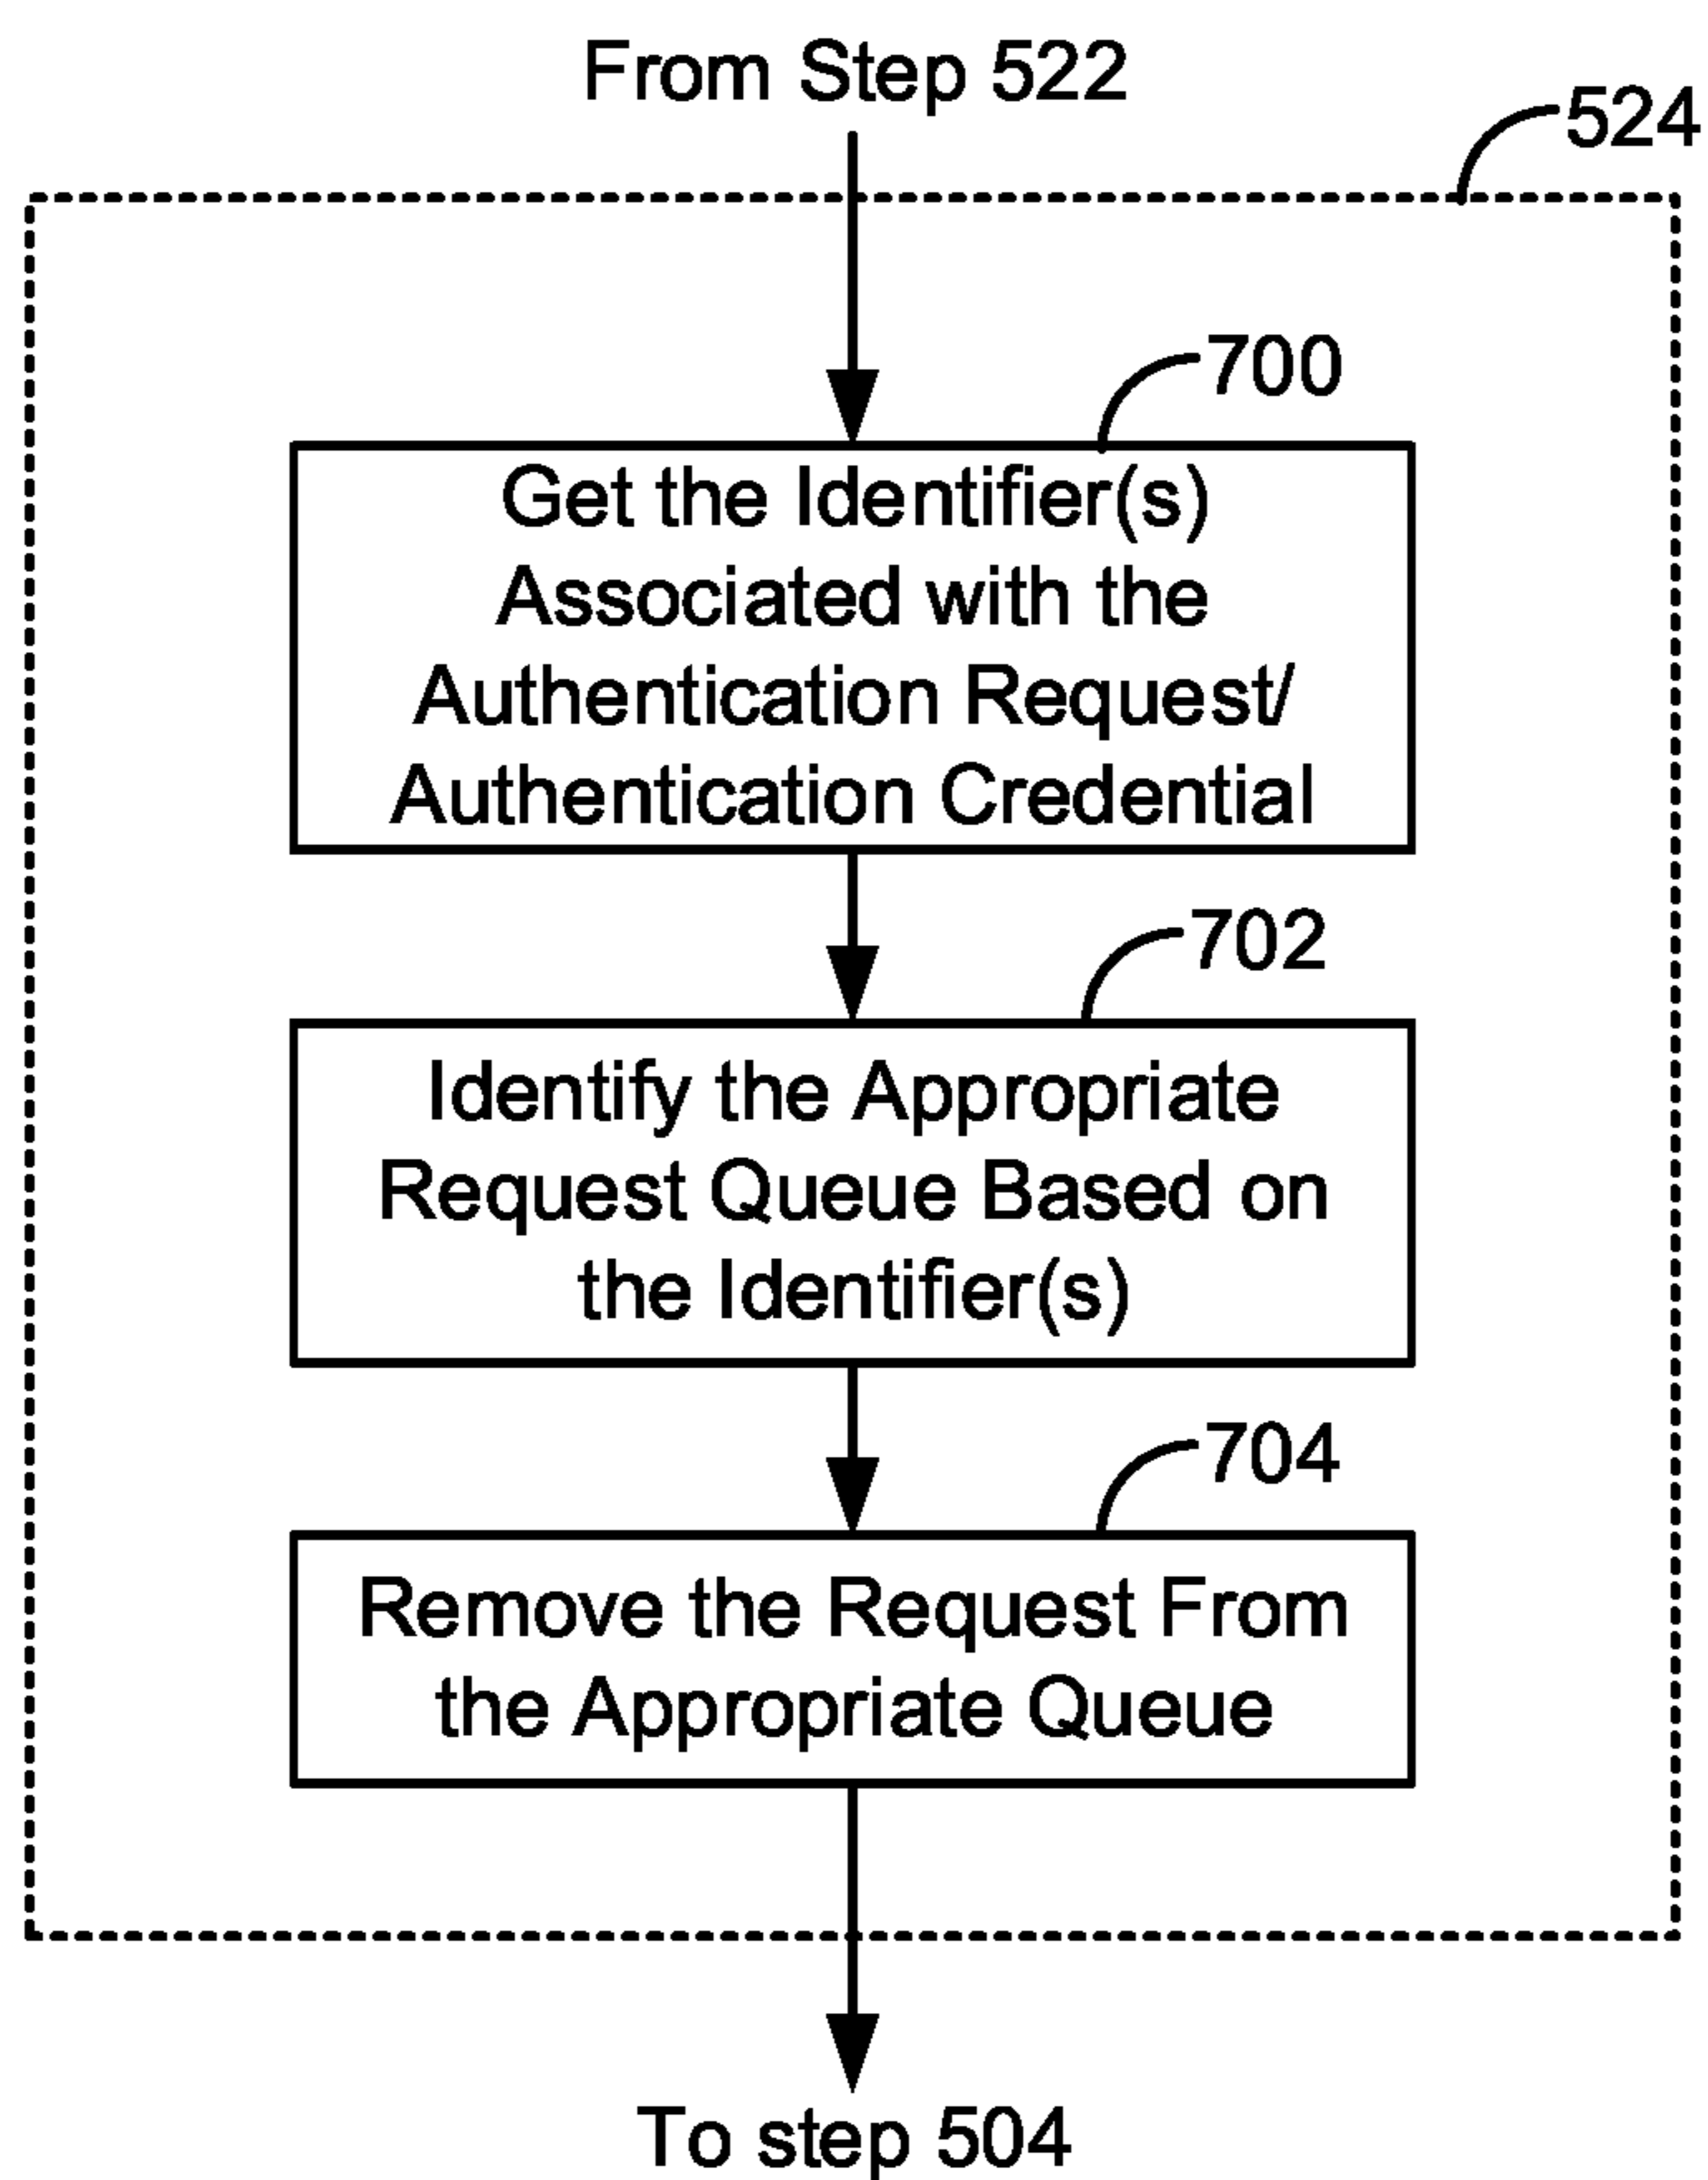 From Step 522
524
700
Get the Identifier(s)
Associated with the
Authentication Request/
Authentication Credential
702
Identify the Appropriate
Request Queue Based on
the Identifier(s)
704
Remove the Request From
the Appropriate Queue
To step 504